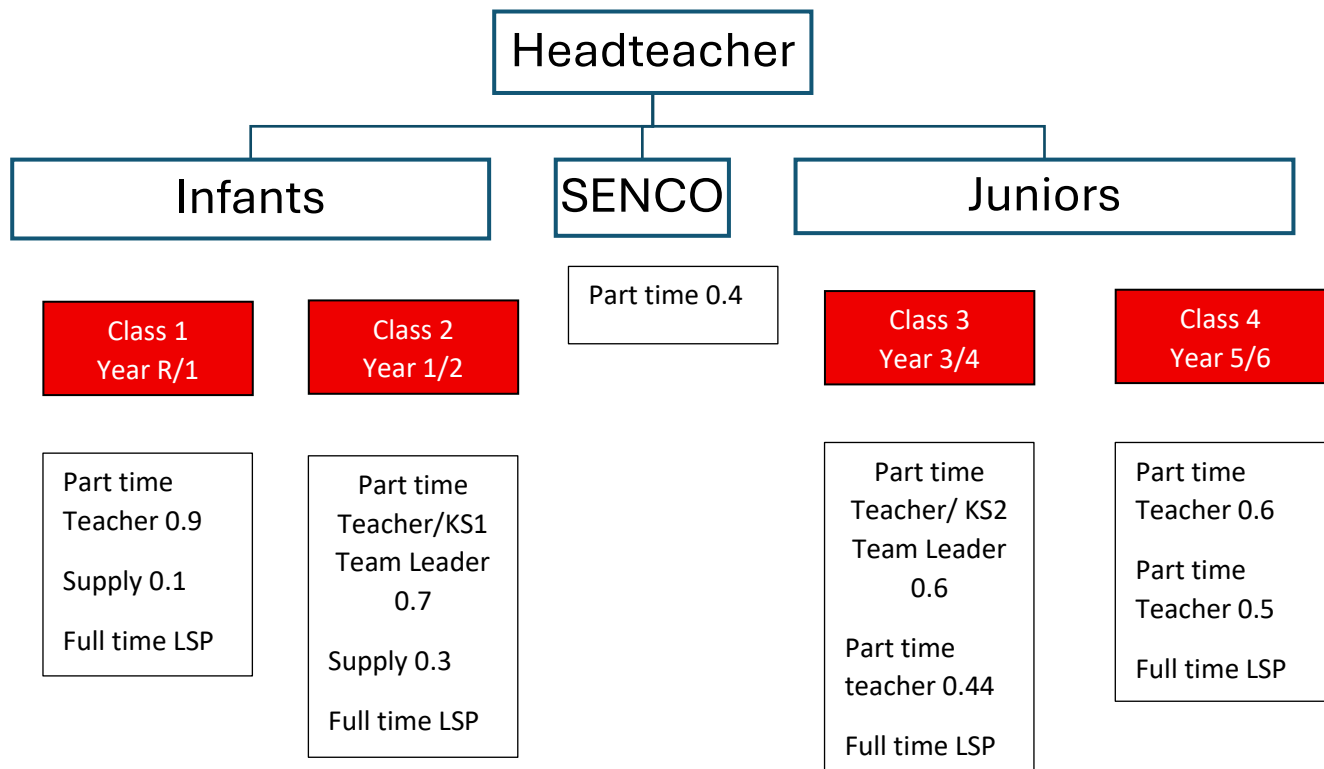 Headteacher
Infants
SENCO
Juniors
Part time 0.4
Class 1
Year R/1
Class 2
Year 1/2
Class 3
Year 3/4
Class 4
Year 5/6
Part time
Teacher 0.9
Supply 0.1
Full time LSP
Part time
Teacher/KS1
Team Leader
0.7
Supply 0.3
Full time LSP
Part time
Teacher/ KS2
Team Leader
0.6
Part time
teacher 0.44
Full time LSP
Part time
Teacher 0.6
Part time
Teacher 0.5
Full time LSP